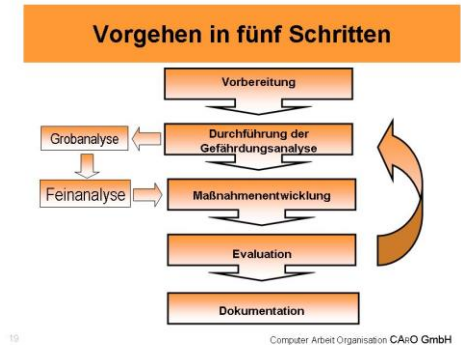 Vorgehen in fünf Schritten
Vorbereitung
Grobanalyse
Durchführung der
Gefährdungsanalyse
Feinanalyse
Maßnahmenentwicklung
Evaluation
Dokumentation
19
Computer Arbeit Organisation CARO GmbH